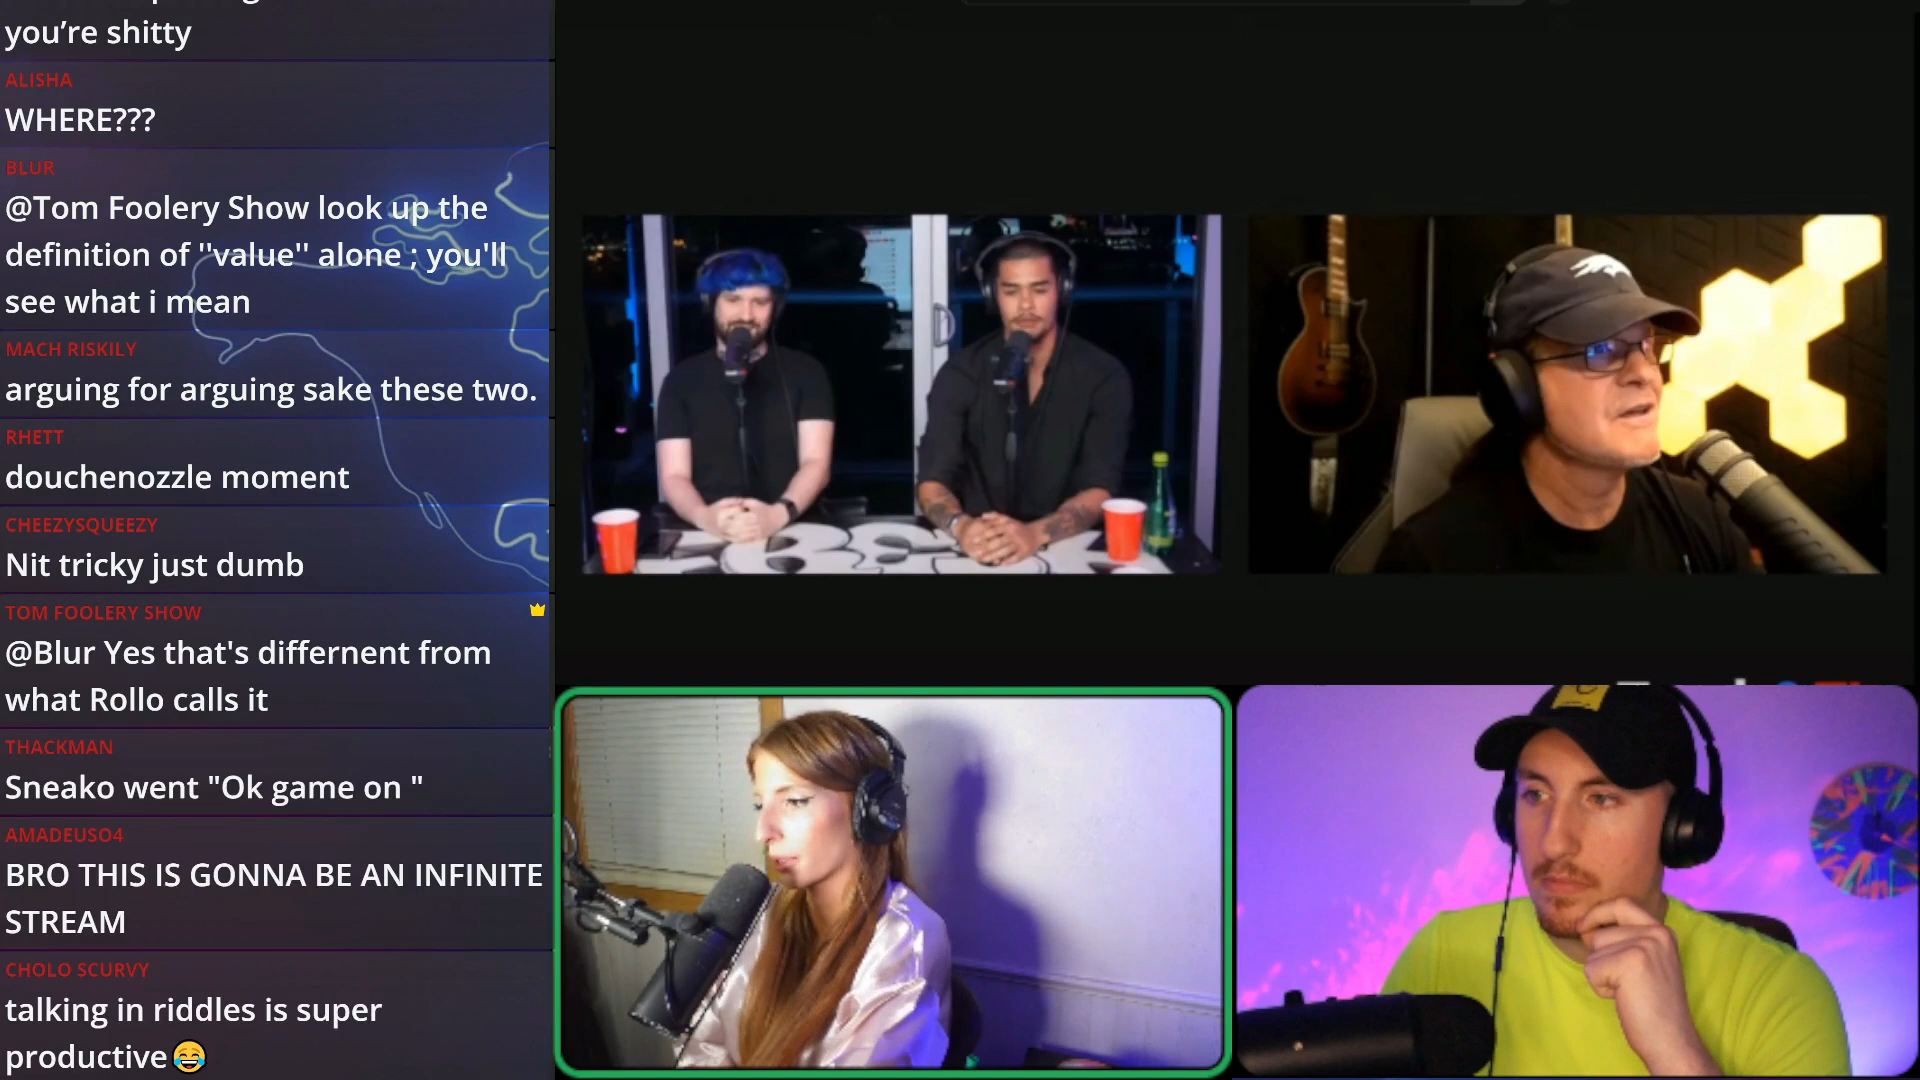 you're shitty
ALISHA
WHERE???
BLUR
@Tom Foolery Show look up the
definition of ''value'' alone ; you'll
see what i mean
MACH RISKILY
arguing for arguing sake these two.
RHETT
douchenozzle moment
CHEEZYSQUEEZY
Nit tricky just dumb
TOM FOOLERY SHOW
@Blur Yes that's differnent from
what Rollo calls it
THACKMAN
Sneako went "Ok game on "
AMADEUSO4
BRO THIS IS GONNA BE AN INFINITE
STREAM
CHOLO SCURVY
talking in riddles is super
productive😂